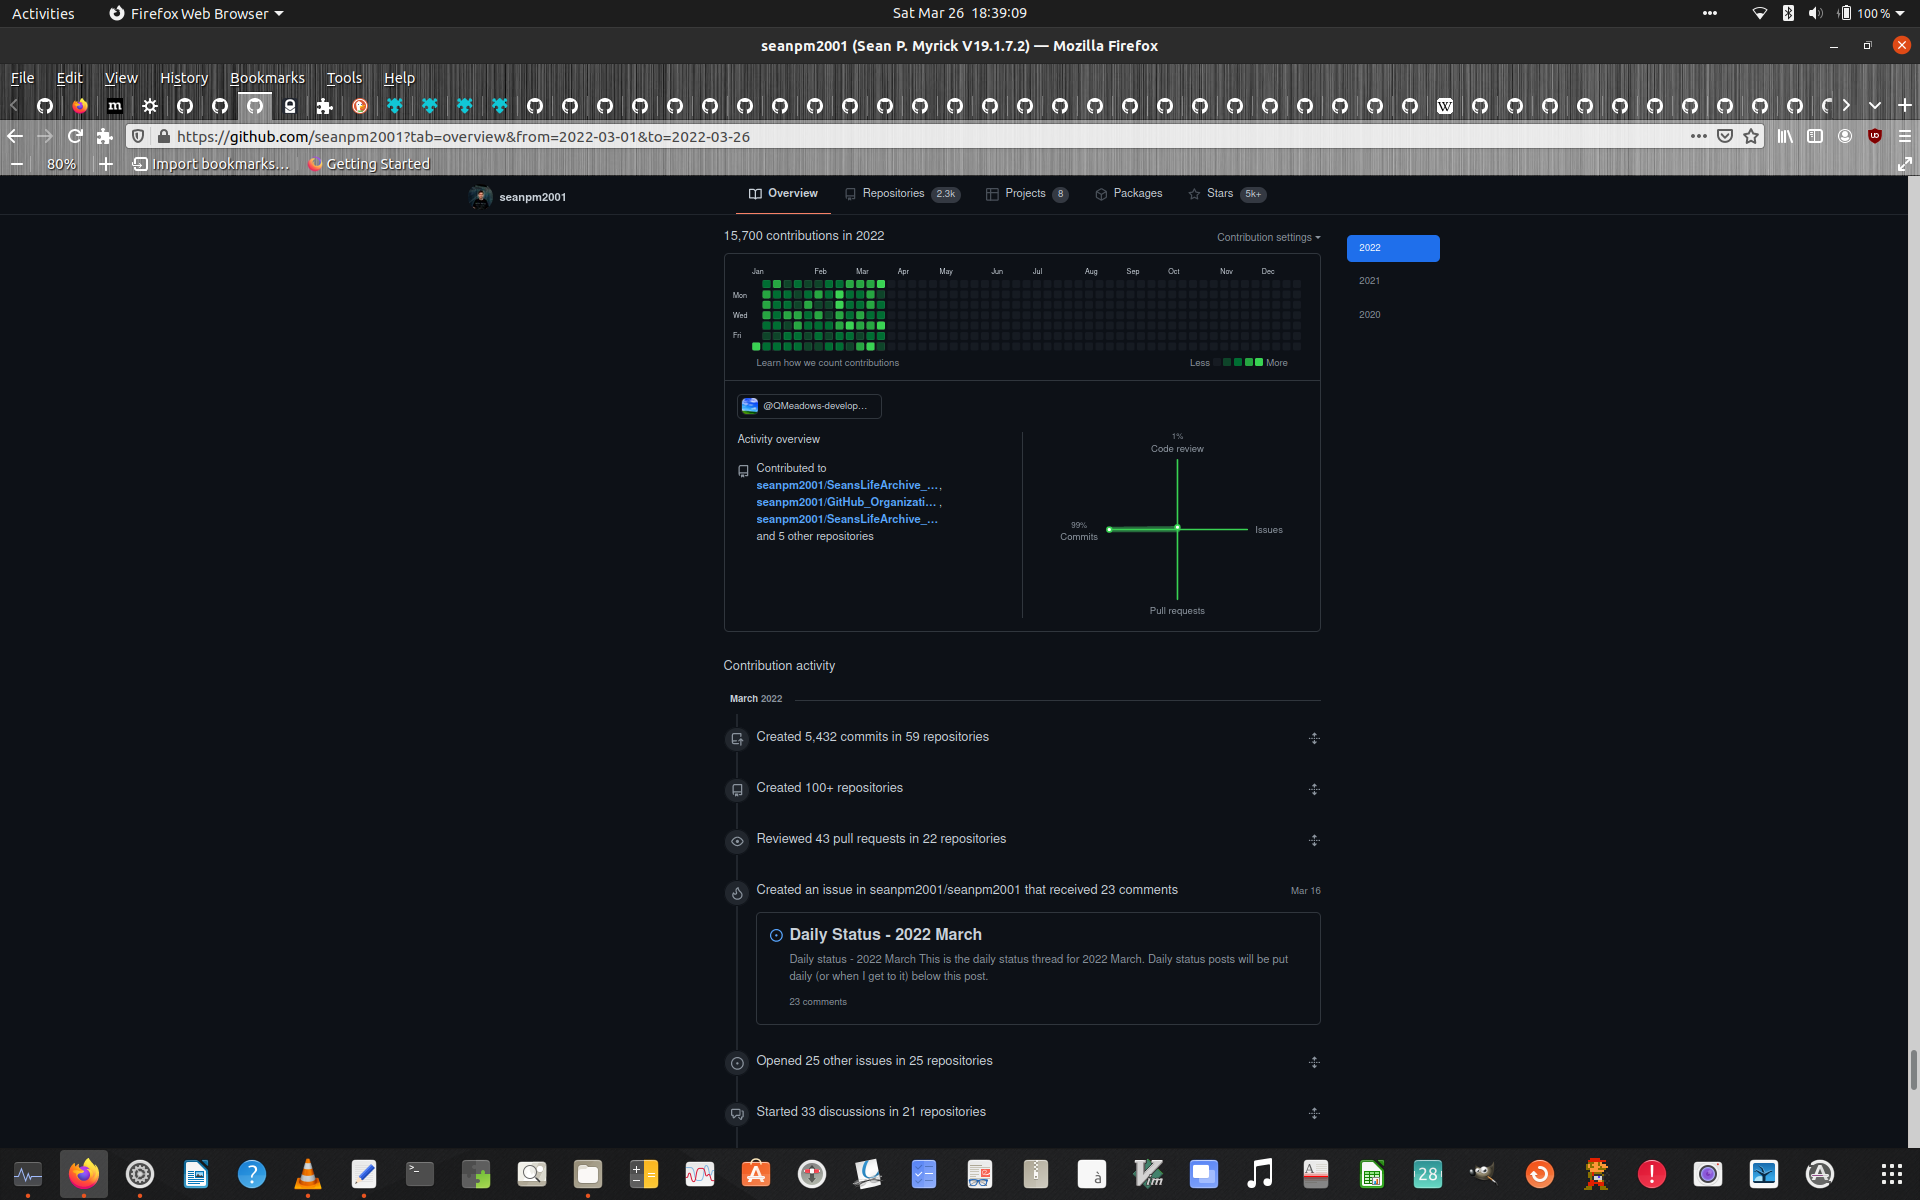 Activities
Firefox Web Browser
Sat Mar 26 18:39:09
100 %
seanpm2001 (Sean P. Myrick V19.1.7.2) — Mozilla Firefox
File Edit View History Bookmarks Tools Help
https://github.com/seanpm2001?tab=overview&from=2022-03-01&to=2022-03-26
80%
Import bookmarks...
Getting Started
seanpm2001
Overview
Repositories 2.3k
Projects 8
Packages
Stars 5k+
15,700 contributions in 2022
Contribution settings
2022
2021
2020
Jan Feb Mar Apr May Jun Jul Aug Sep Oct Nov Dec
Mon
Wed
Fri
Learn how we count contributions
Less
More
@QMeadows-develop...
Activity overview
Contributed to
seanpm2001/SeansLifeArchive_...,
seanpm2001/GitHub_Organizati... ,
seanpm2001/SeansLifeArchive_...
and 5 other repositories
1%
Code review
99%
Commits
Issues
Pull requests
Contribution activity
March 2022
Created 5,432 commits in 59 repositories
Created 100+ repositories
Reviewed 43 pull requests in 22 repositories
Created an issue in seanpm2001/seanpm2001 that received 23 comments
Mar 16
Daily Status - 2022 March
Daily status - 2022 March This is the daily status thread for 2022 March. Daily status posts will be put
daily (or when I get to it) below this post.
23 comments
Opened 25 other issues in 25 repositories
Started 33 discussions in 21 repositories
28